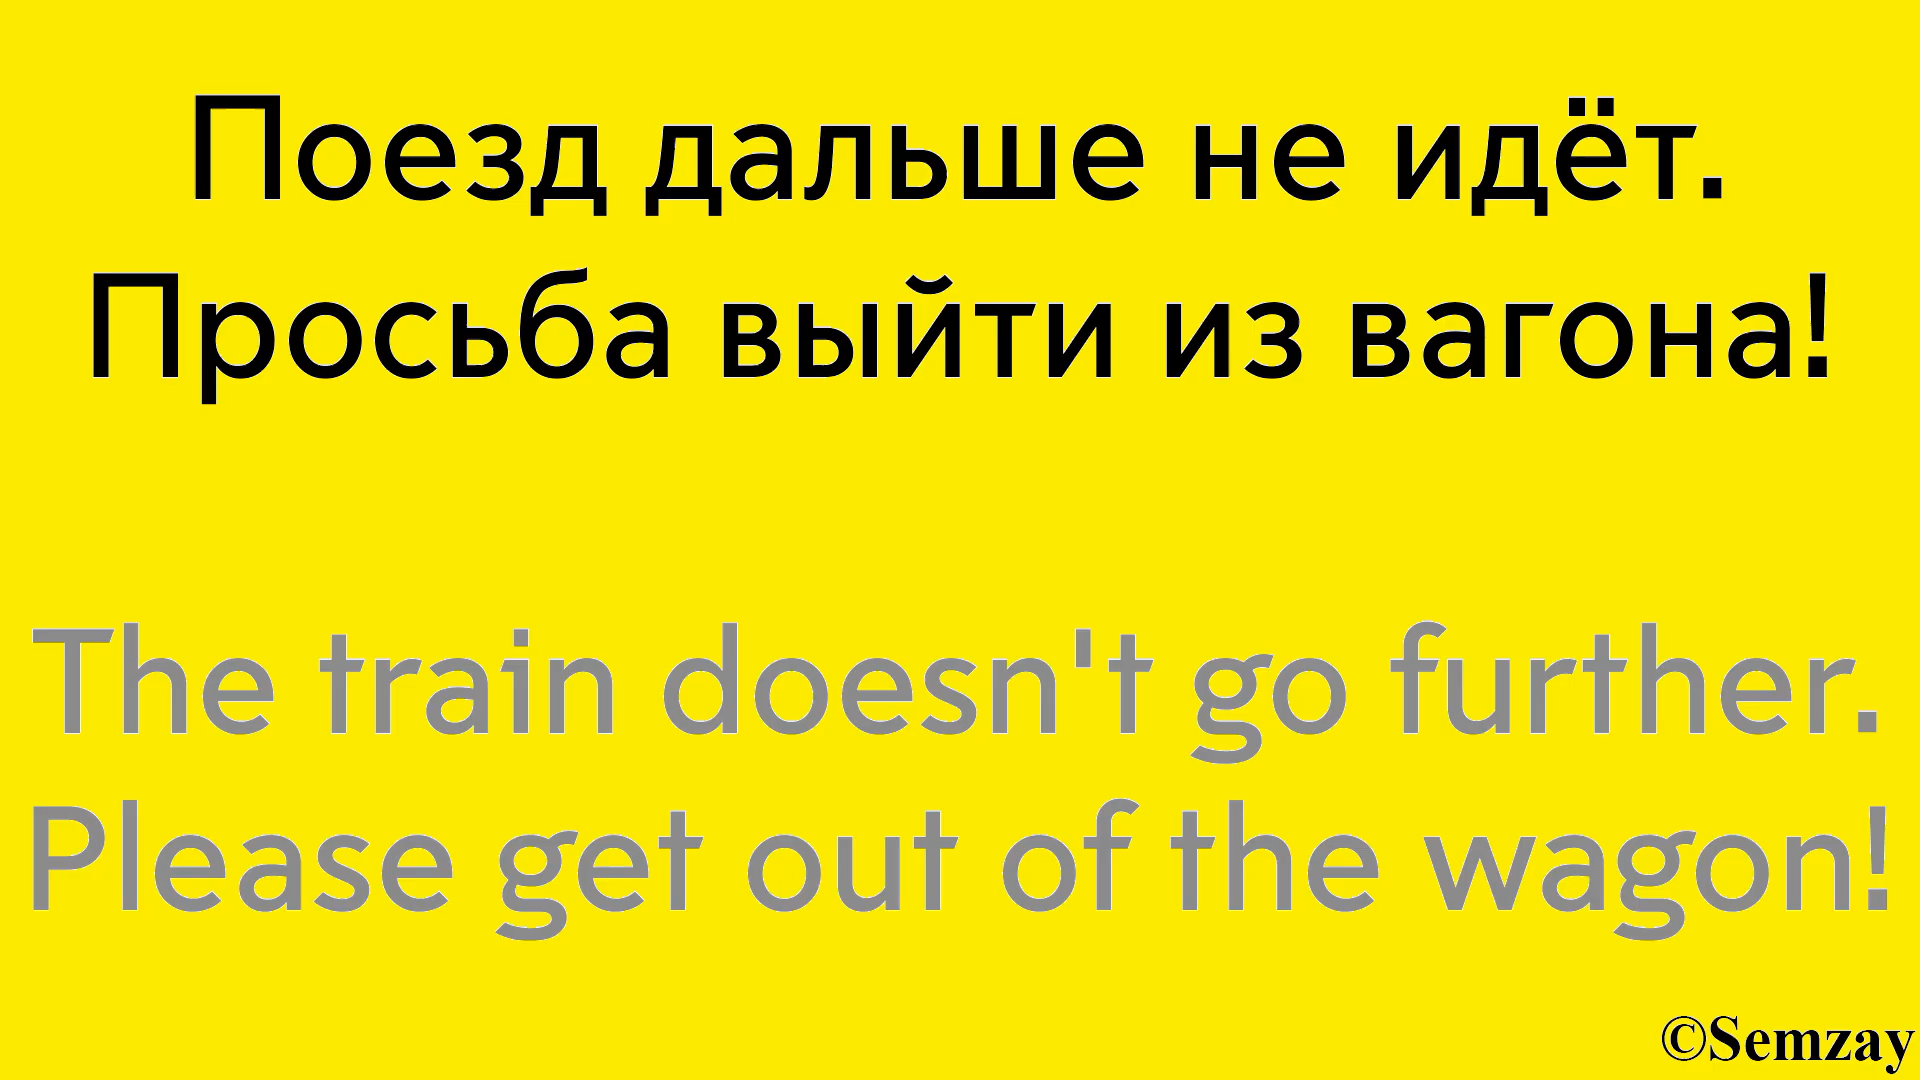 Поезд дальше не идёт.
Просьба выйти из вагона!
The train doesn't go further.
Please get out of the wagon!
©Semzay